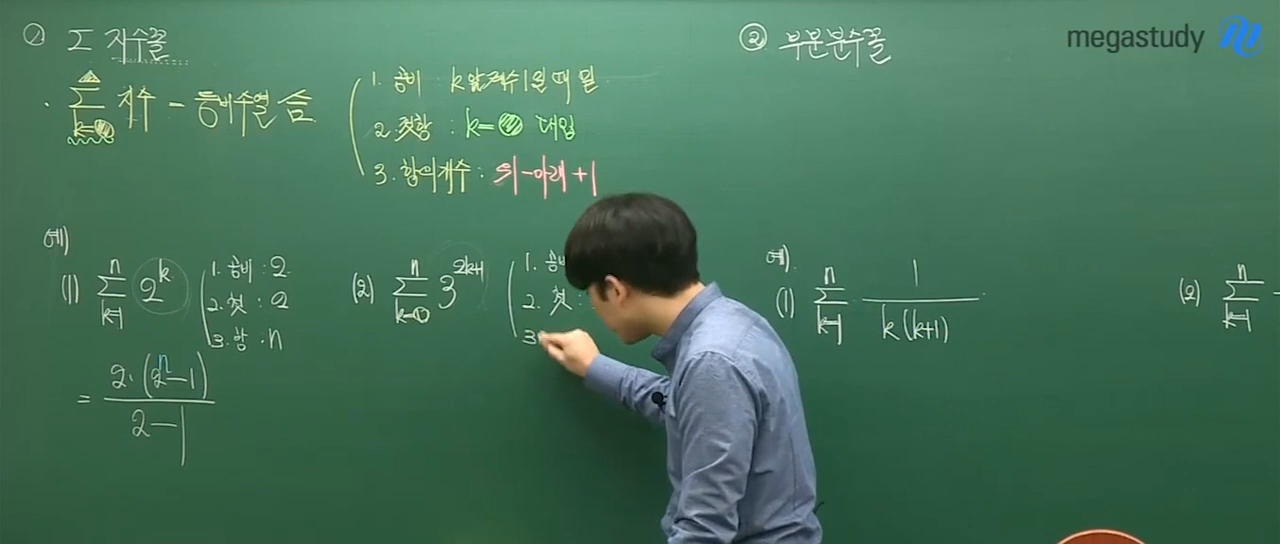 ① Σ 지수꼴
△
Σ 지수 - 등비수열 합
k=○
1. 공비 : k앞계수 1일 때 밑
2. 첫항 : k=○ 대입
3. 항의개수 : 위-아래+1
예)
(1) n
Σ 2^k
k=1
1. 공비 : 2
2. 첫 : 2
3. 항 : n
= 2·(2^n-1)
2-1
(2) n
Σ 3^{2k+1}
1. 공비
2. 첫 :
3.
② 부분분수꼴
예)
(1) n
Σ 1
k=1
k(k+1)
(2) n
Σ
k=1
megastudy